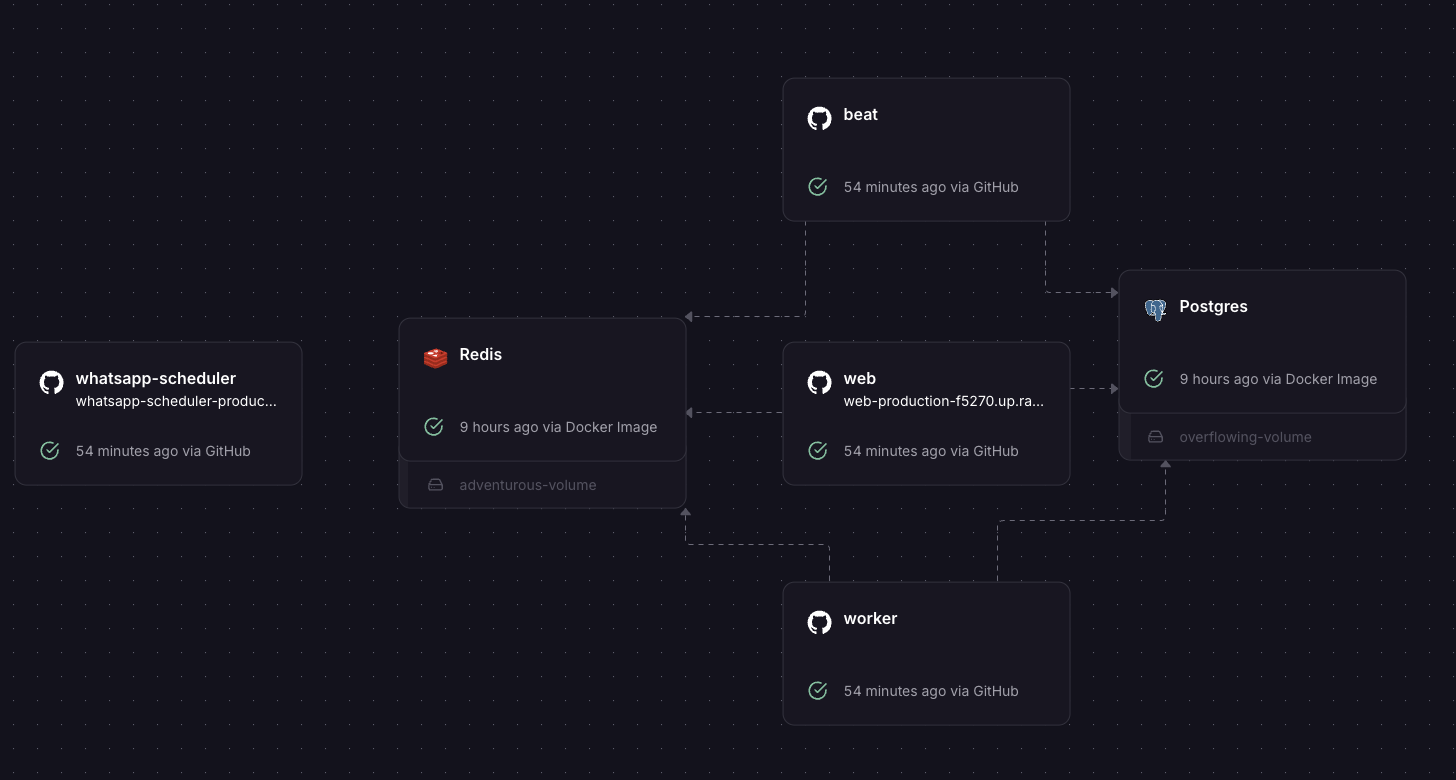 beat
54 minutes ago via GitHub
Postgres
9 hours ago via Docker Image
overflowing-volume
Redis
9 hours ago via Docker Image
adventurous-volume
whatsapp-scheduler
whatsapp-scheduler-produc...
54 minutes ago via GitHub
web
web-production-f5270.up.ra...
54 minutes ago via GitHub
worker
54 minutes ago via GitHub